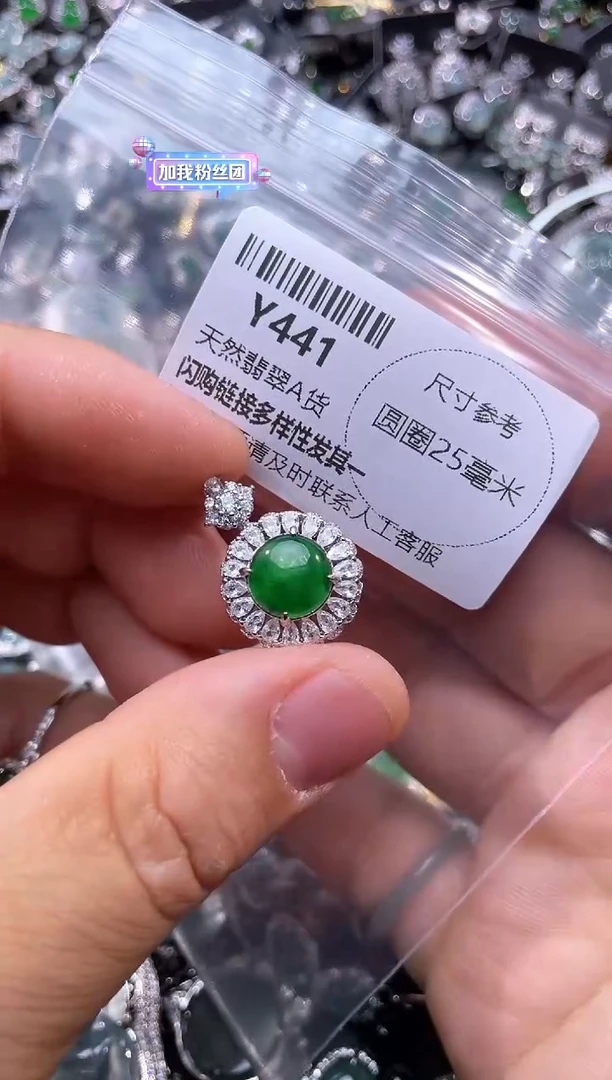 加我粉丝团
Y441
天然翡翠A货
闪购链接多样性发其一
请及时联系人工客服
尺寸参考
圆圈25毫米